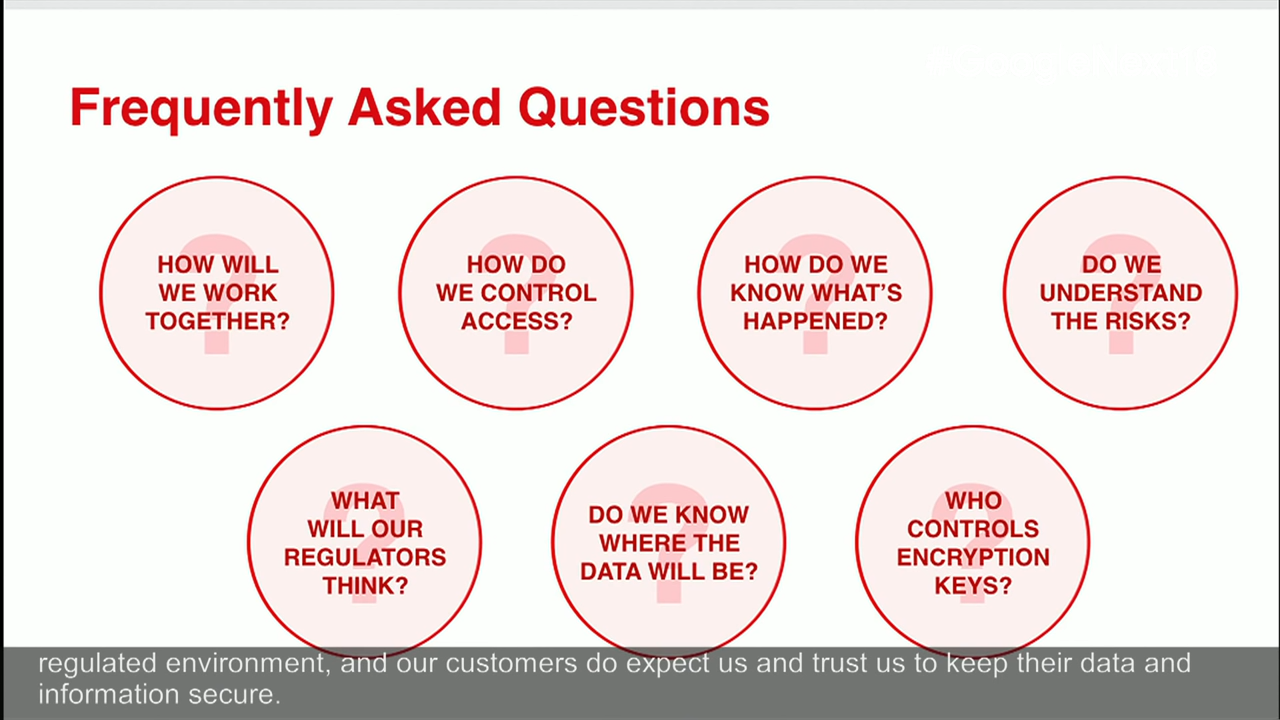 Frequently Asked Questions
HOW WILL
WE WORK
TOGETHER?
HOW DO
WE CONTROL
ACCESS?
HOW DO WE
KNOW WHAT'S
HAPPENED?
DO WE
UNDERSTAND
THE RISKS?
WHAT
WILL OUR
REGULATORS
THINK?
DO WE KNOW
WHERE THE
DATA WILL BE?
WHO
CONTROLS
ENCRYPTION
KEYS?
regulated environment, and our customers do expect us and trust us to keep their data and
information secure.